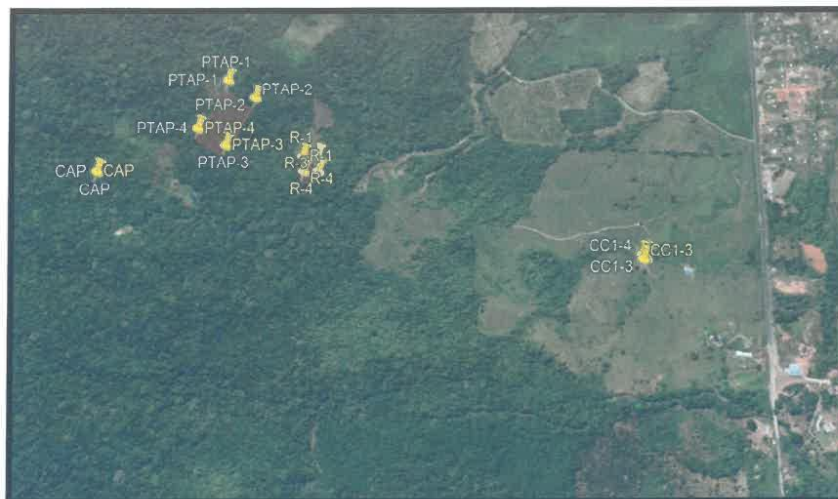 PTAP-1
PTAP-1
PTAP-2
PTAP-2
PTAP-4 PTAP-4
PTAP-3
PTAP-3
R-1
R-1
R-3
R-4
R-4
CAP CAP
CAP
CC1-4 CC1-3
CC1-3